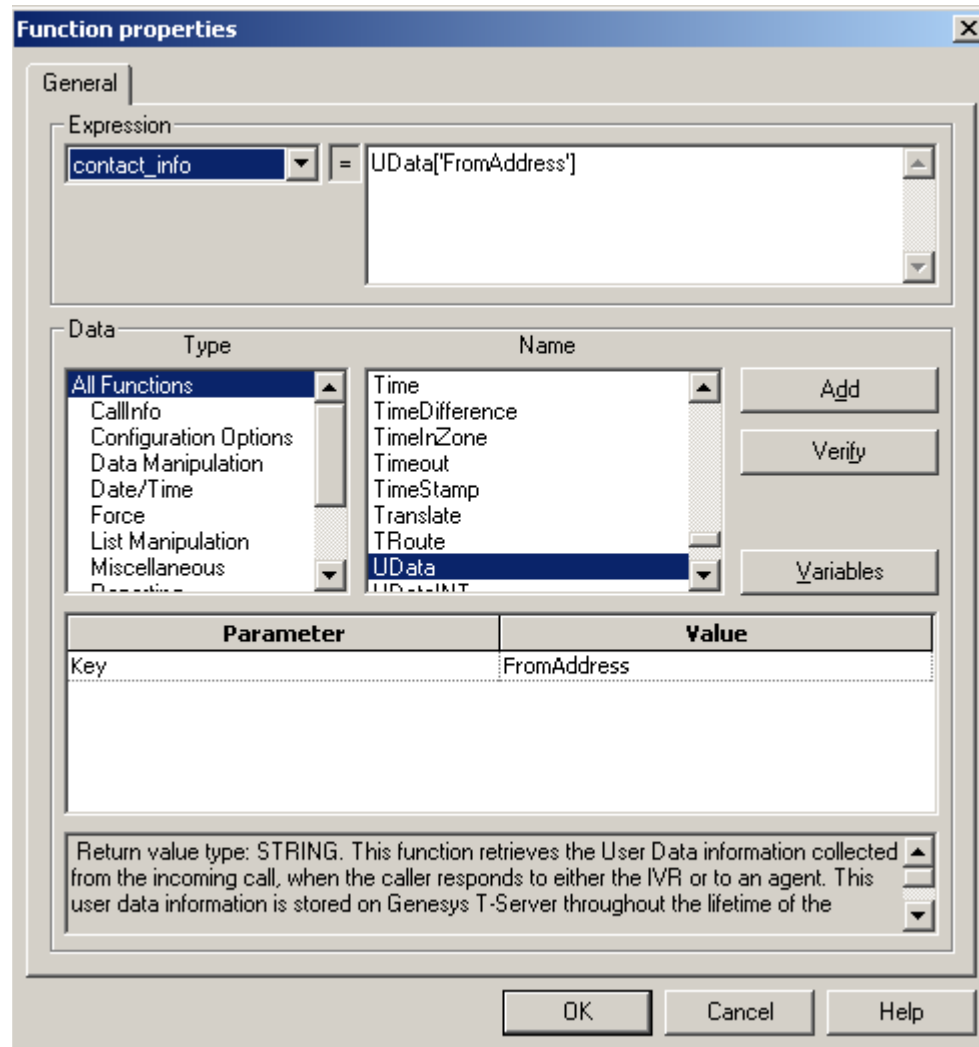 Function properties
General
Expression
contact_info = UData['FromAddress']
Data
Type Name
All Functions
CallInfo
Configuration Options
Data Manipulation
Date/Time
Force
List Manipulation
Miscellaneous
Time
TimeDifference
TimeInZone
Timeout
TimeStamp
Translate
TRoute
UData
Add
Verify
Variables
Parameter Value
Key FromAddress
Return value type: STRING. This function retrieves the User Data information collected
from the incoming call, when the caller responds to either the IVR or to an agent. This
user data information is stored on Genesys T-Server throughout the lifetime of the
OK Cancel Help